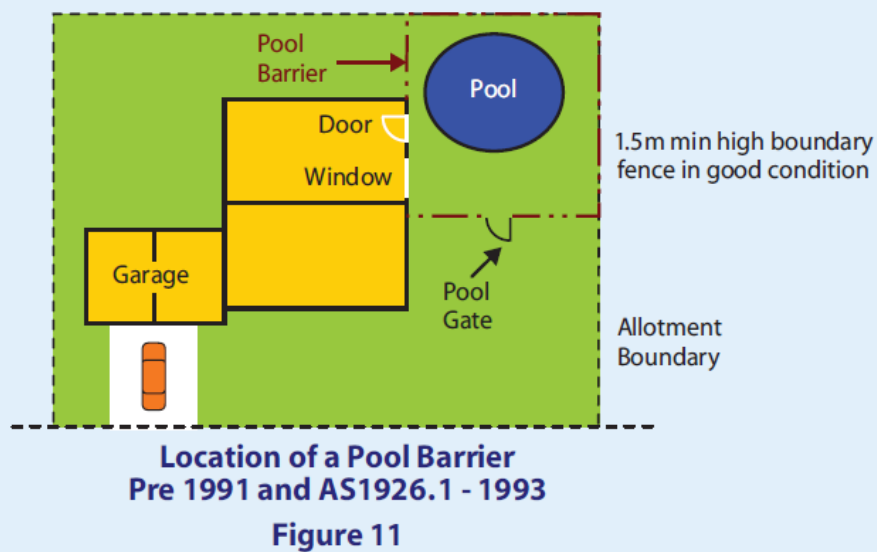 Pool
Barrier
Pool
Door
Window
1.5m min high boundary
fence in good condition
Garage
Pool
Gate
Allotment
Boundary
Location of a Pool Barrier
Pre 1991 and AS1926.1 - 1993
Figure 11